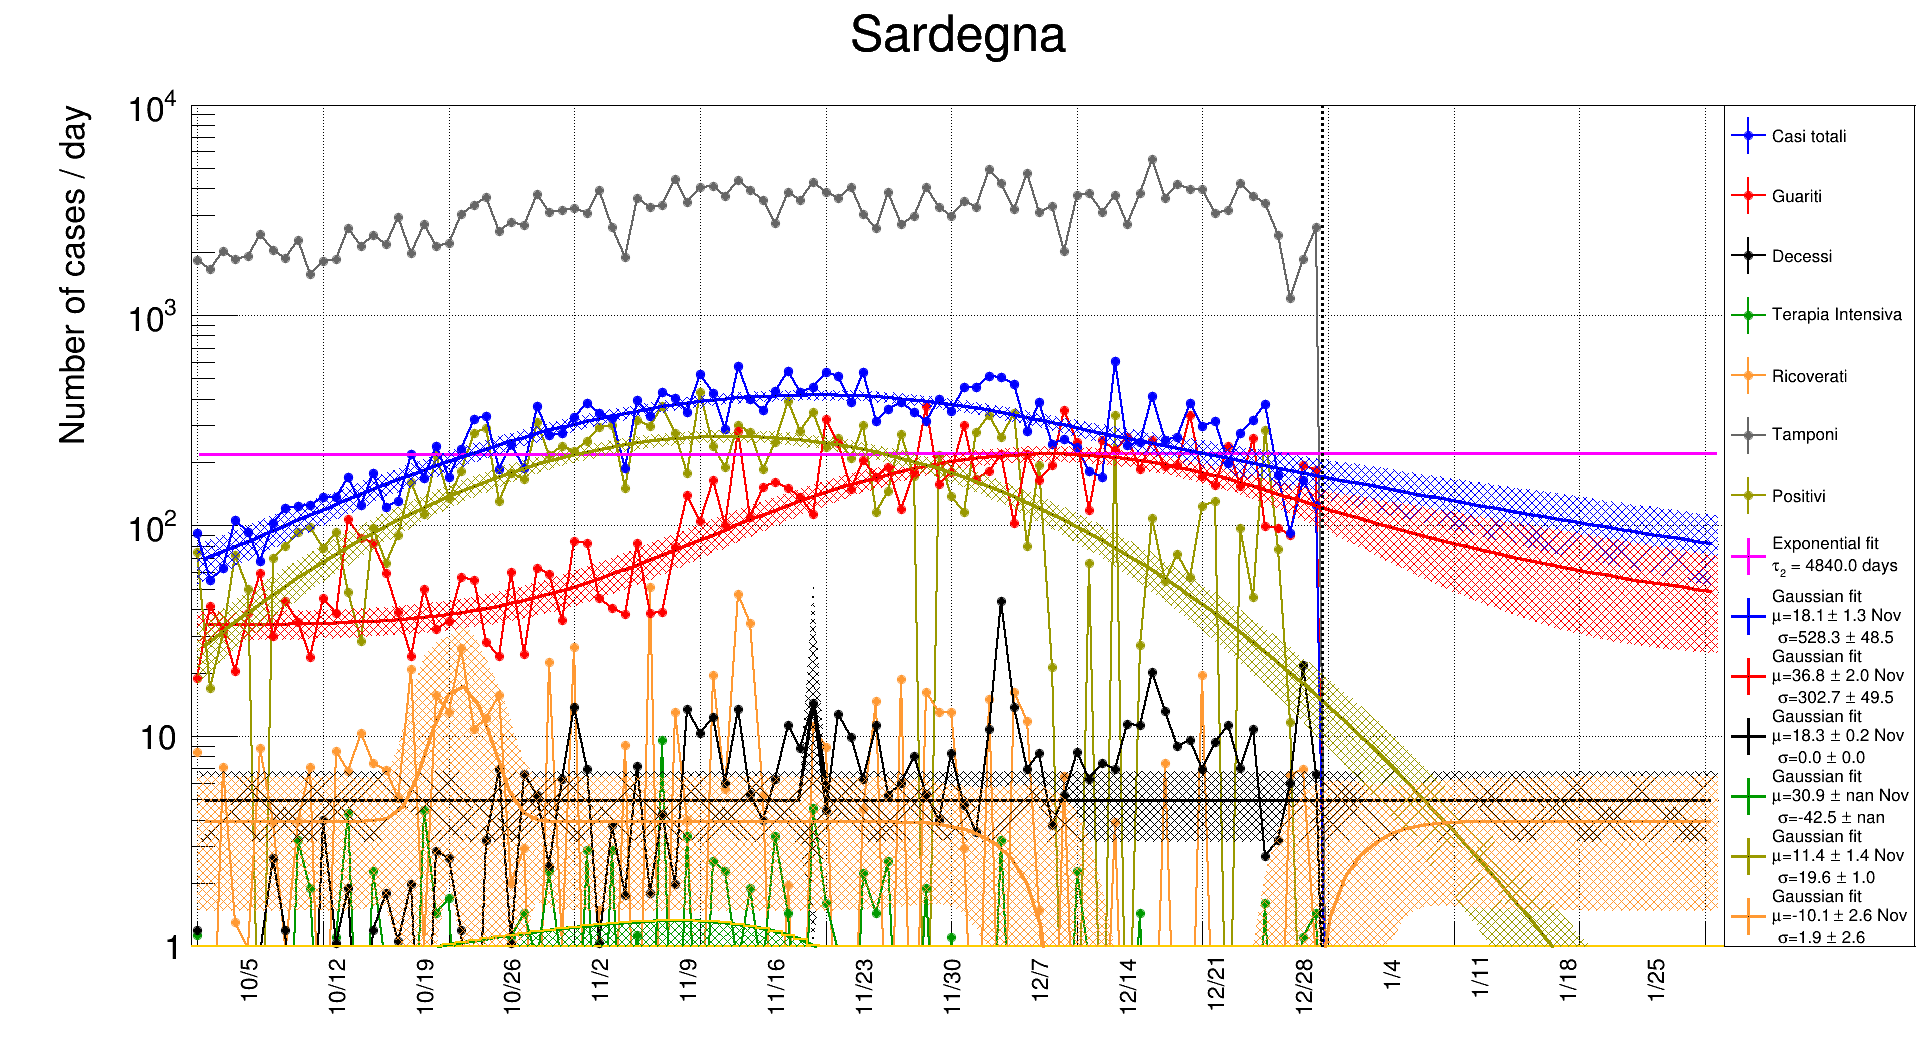 Sardegna
Number of cases / day
10^4
10^3
10^2
10
1
10/5
10/12
10/19
10/26
11/2
11/9
11/16
11/23
11/30
12/7
12/14
12/21
12/28
1/4
1/11
1/18
1/25
Casi totali
Guariti
Decessi
Terapia Intensiva
Ricoverati
Tamponi
Positivi
Exponential fit
τ₂ = 4840.0 days
Gaussian fit
μ=18.1 ± 1.3 Nov
σ=528.3 ± 48.5
Gaussian fit
μ=36.8 ± 2.0 Nov
σ=302.7 ± 49.5
Gaussian fit
μ=18.3 ± 0.2 Nov
σ=0.0 ± 0.0
Gaussian fit
μ=30.9 ± nan Nov
σ=-42.5 ± nan
Gaussian fit
μ=11.4 ± 1.4 Nov
σ=19.6 ± 1.0
Gaussian fit
μ=-10.1 ± 2.6 Nov
σ=1.9 ± 2.6